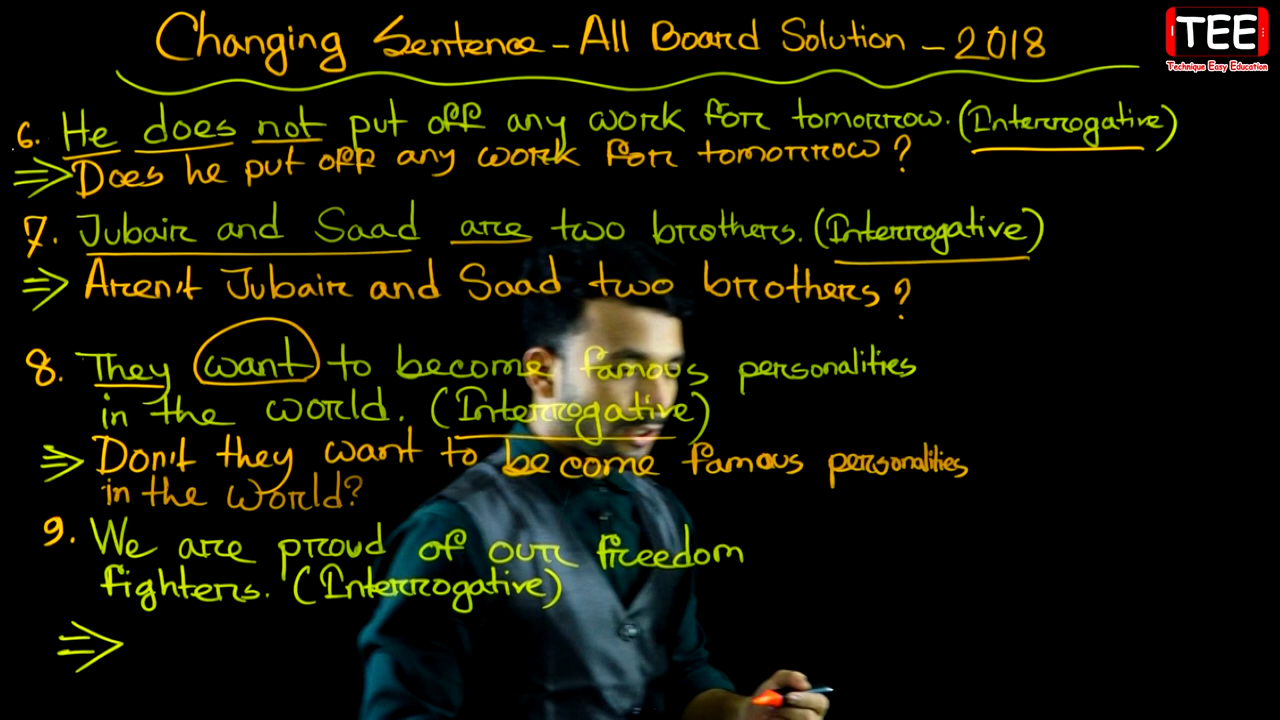 Changing Sentence - All Board Solution - 2018
TEE
Technique Easy Education
6. He does not put off any work for tomorrow. (Interrogative)
⇒ Does he put off any work for tomorrow?
7. Jubair and Saad are two brothers. (Interrogative)
⇒ Aren't Jubair and Saad two brothers?
8. They want to become famous personalities
in the world. (Interrogative)
⇒ Don't they want to become famous personalities
in the world?
9. We are proud of our freedom
fighters. (Interrogative)
⇒